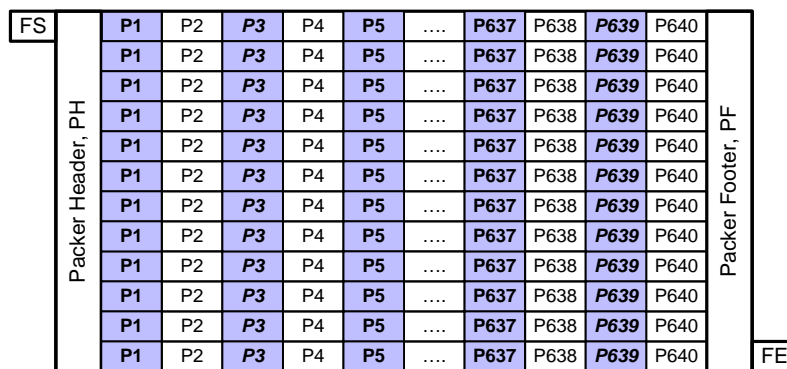 FS P1 P2 P3 P4 P5 …. P637 P638 P639 P640
P1 P2 P3 P4 P5 …. P637 P638 P639 P640
P1 P2 P3 P4 P5 …. P637 P638 P639 P640
P1 P2 P3 P4 P5 …. P637 P638 P639 P640
P1 P2 P3 P4 P5 …. P637 P638 P639 P640
P1 P2 P3 P4 P5 …. P637 P638 P639 P640
P1 P2 P3 P4 P5 …. P637 P638 P639 P640
P1 P2 P3 P4 P5 …. P637 P638 P639 P640
P1 P2 P3 P4 P5 …. P637 P638 P639 P640
P1 P2 P3 P4 P5 …. P637 P638 P639 P640
P1 P2 P3 P4 P5 …. P637 P638 P639 P640
P1 P2 P3 P4 P5 …. P637 P638 P639 P640 FE
Packer Header, PH
Packer Footer, PF